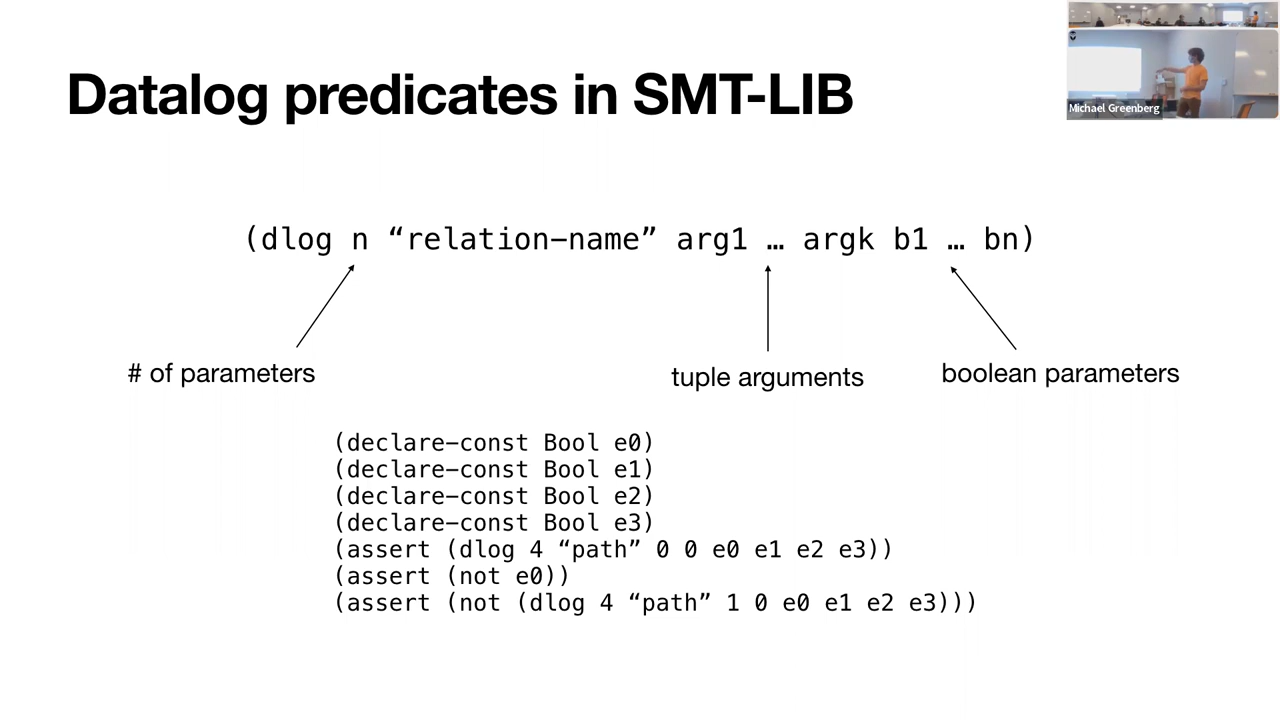 Datalog predicates in SMT-LIB
Michael Greenberg
(dlog n “relation-name” arg1 … argk b1 … bn)
# of parameters
tuple arguments
boolean parameters
(declare-const Bool e0)
(declare-const Bool e1)
(declare-const Bool e2)
(declare-const Bool e3)
(assert (dlog 4 “path” 0 0 e0 e1 e2 e3))
(assert (not e0))
(assert (not (dlog 4 “path” 1 0 e0 e1 e2 e3)))